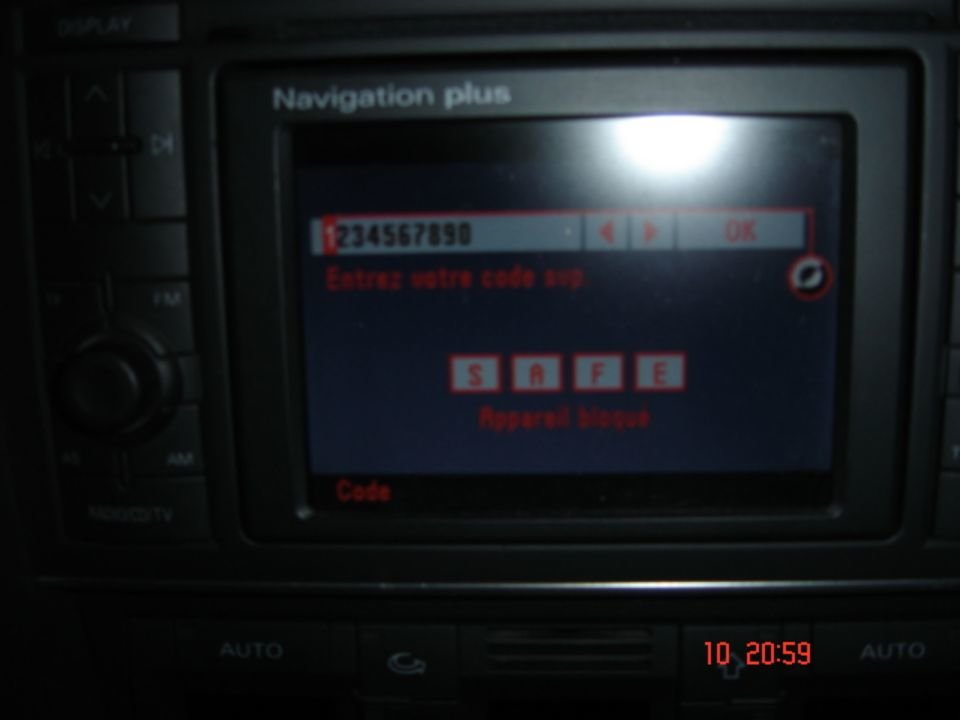 DISPLAY
Navigation plus
1234567890 OK
Entrez votre code svp.
FM
S A F E
Appareil bloqué
AS AM
Code
RADIO/CD/TV
AUTO
10 20:59
AUTO